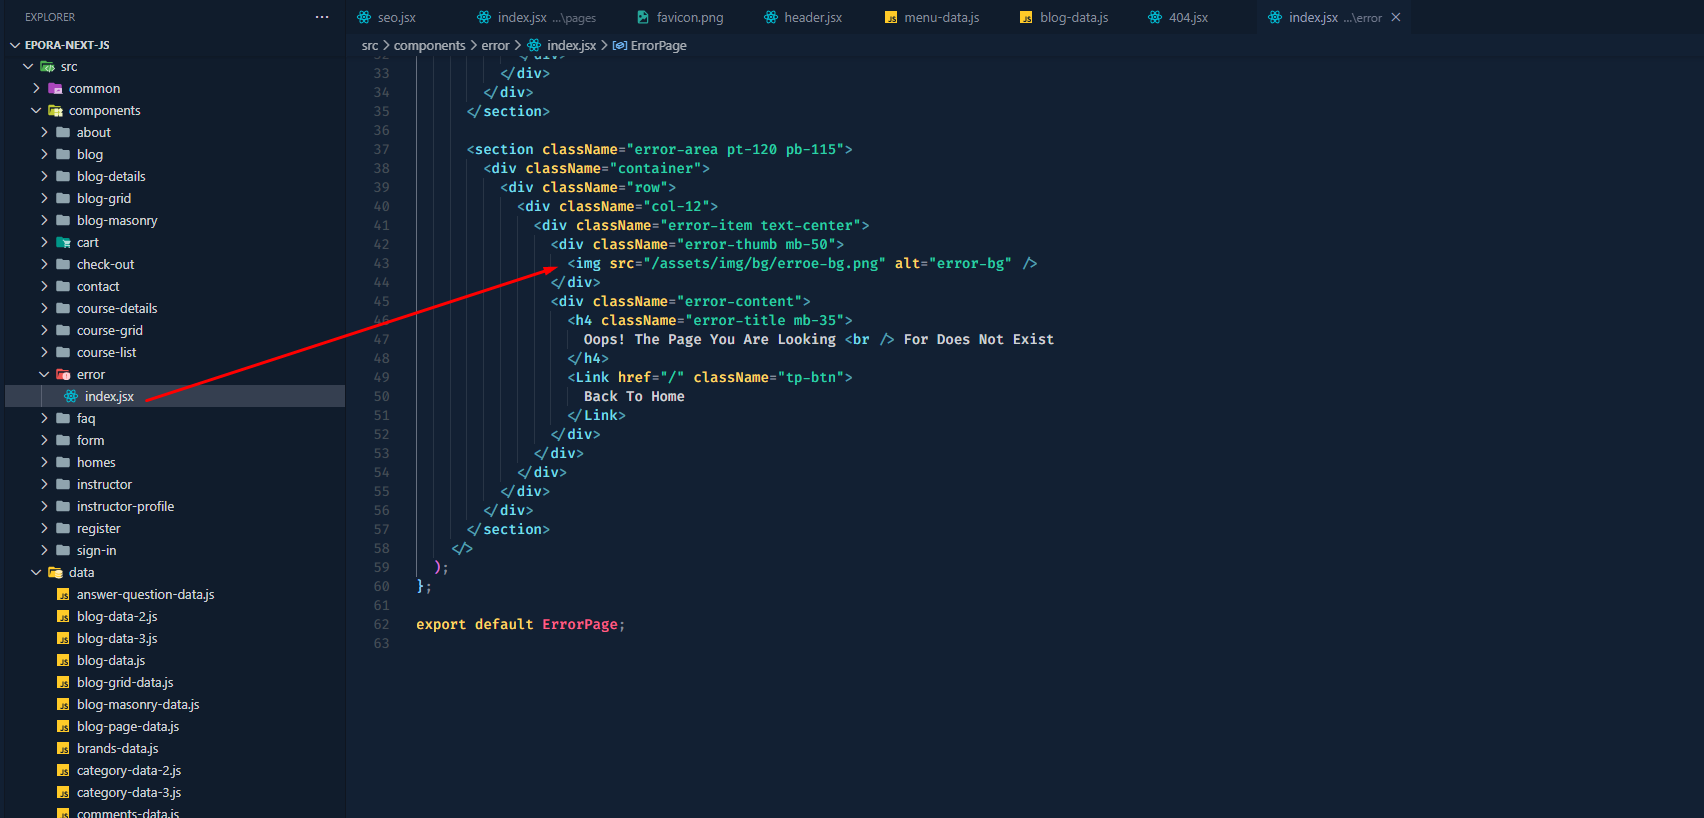 EXPLORER
EPORA-NEXT-JS
src
common
components
about
blog
blog-details
blog-grid
blog-masonry
cart
check-out
contact
course-details
course-grid
course-list
error
index.jsx
faq
form
homes
instructor
instructor-profile
register
sign-in
data
answer-question-data.js
blog-data-2.js
blog-data-3.js
blog-data.js
blog-grid-data.js
blog-masonry-data.js
blog-page-data.js
brands-data.js
category-data-2.js
category-data-3.js
comments-data.js
seo.jsx
index.jsx ...\pages
favicon.png
header.jsx
menu-data.js
blog-data.js
404.jsx
index.jsx ...\error
src > components > error > index.jsx > ErrorPage
32 </div>
33 </div>
34 </div>
35 </section>
36
37 <section className="error-area pt-120 pb-115">
38 <div className="container">
39 <div className="row">
40 <div className="col-12">
41 <div className="error-item text-center">
42 <div className="error-thumb mb-50">
43 <img src="/assets/img/bg/erroe-bg.png" alt="error-bg" />
44 </div>
45 <div className="error-content">
46 <h4 className="error-title mb-35">
47 Oops! The Page You Are Looking <br /> For Does Not Exist
48 </h4>
49 <Link href="/" className="tp-btn">
50 Back To Home
51 </Link>
52 </div>
53 </div>
54 </div>
55 </div>
56 </div>
57 </section>
58 </>
59 );
60 };
61
62 export default ErrorPage;
63